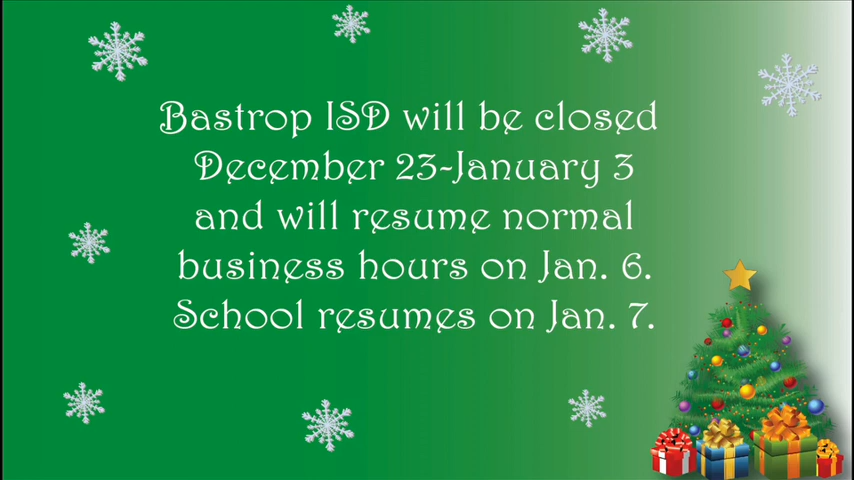 Bastrop ISD will be closed
December 23-January 3
and will resume normal
business hours on Jan. 6.
School resumes on Jan. 7.